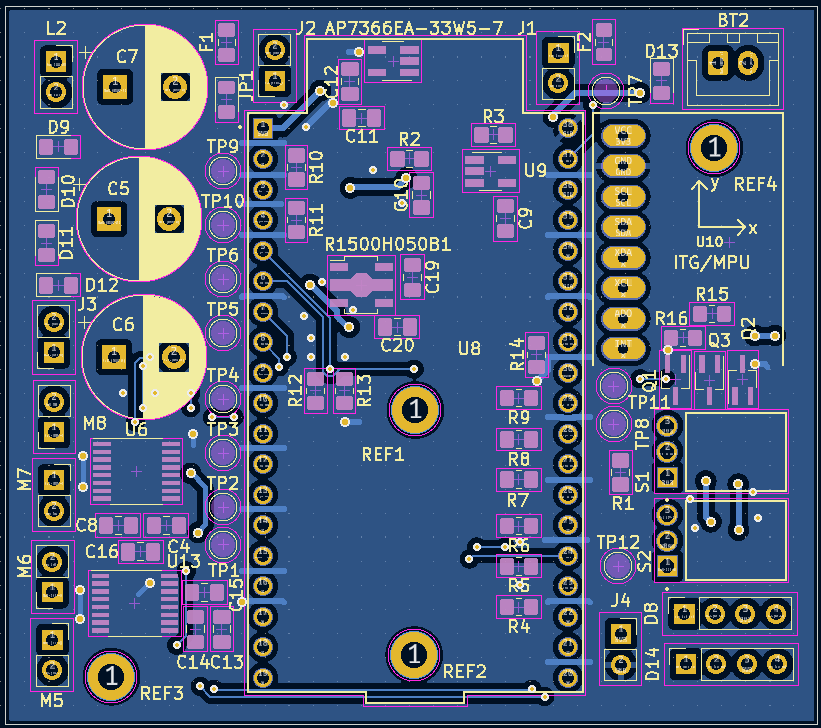 L2
C7
F1
J2 AP7366EA-33W5-7 J1
F2
D13
BT2
JP1
C12
TP7
C11
R3
D9
TP9
R10
R2
U9
1
REF4
y
x
U10
ITG/MPU
D10
C5
TP10
R11
C10
C9
D11
TP6
R1500H050B1
C19
D12
J3
C6
TP5
C20
U8
R14
R15
R16
Q3
D2
TP4
R12
R13
1
REF1
Q1
TP11
R9
M8
U6
TP3
R8
TP8
M7
TP2
R7
R1
S1
C8
C4
R6
C16
U13
TP1
R5
TP12
S2
M6
C15
R4
J4
D8
C14
C13
1
REF2
D14
M5
1
REF3